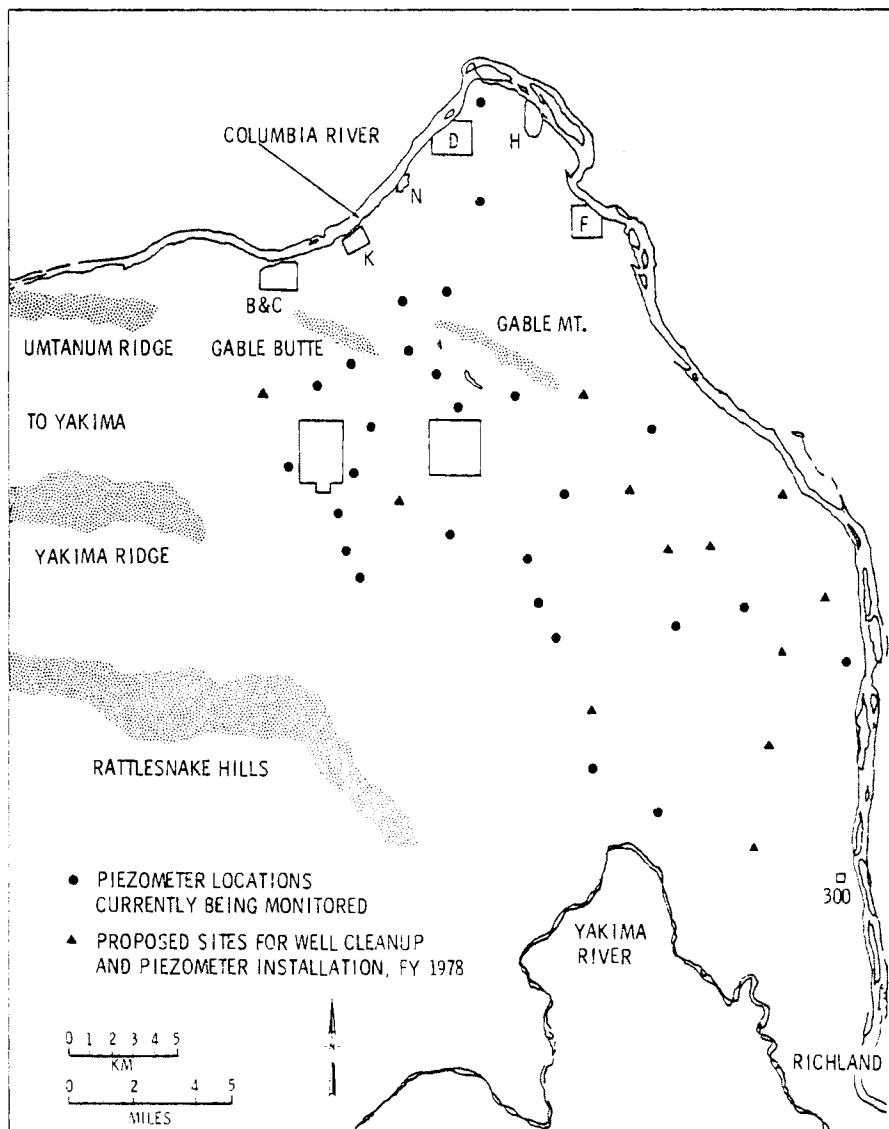 COLUMBIA RIVER
D
H
N
F
K
B&C
GABLE MT.
UMTANUM RIDGE
GABLE BUTTE
TO YAKIMA
YAKIMA RIDGE
RATTLESNAKE HILLS
● PIEZOMETER LOCATIONS
CURRENTLY BEING MONITORED
▲ PROPOSED SITES FOR WELL CLEANUP
AND PIEZOMETER INSTALLATION, FY 1978
300
YAKIMA
RIVER
N
RICHLAND
0 1 2 3 4 5
KM
0 2 4 5
MILES